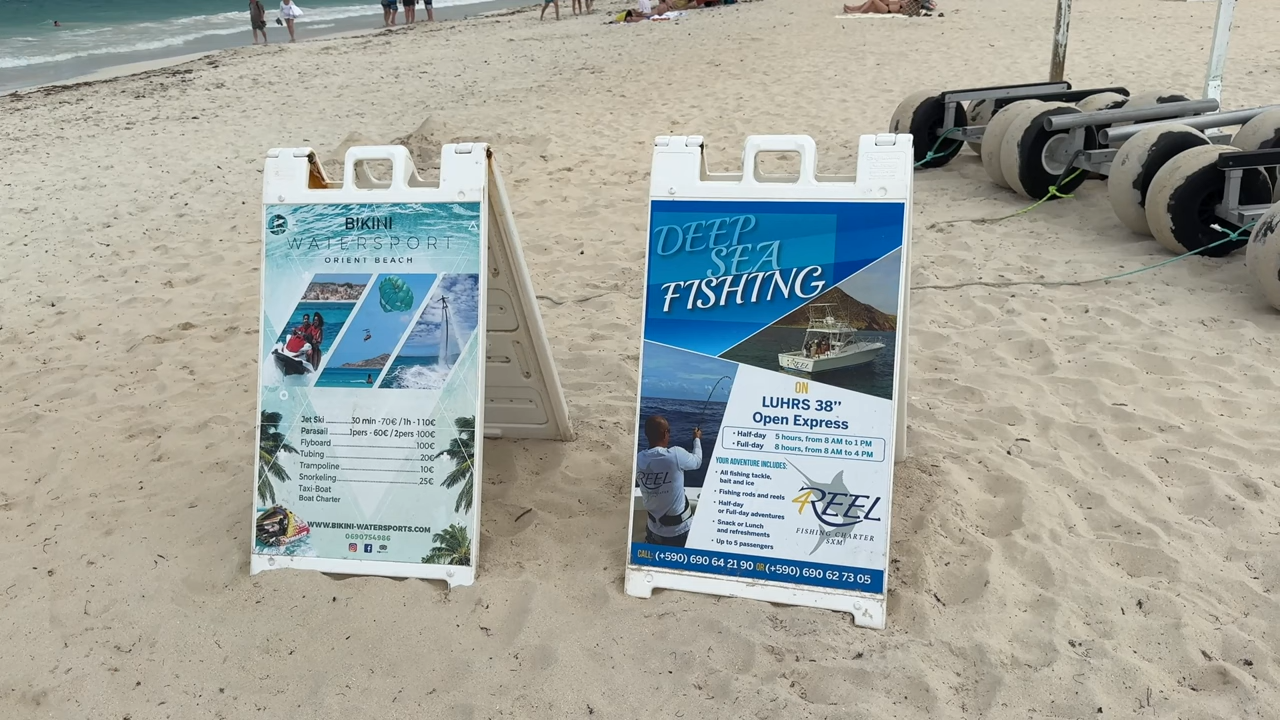 BIKINI
WATERSPORT
ORIENT BEACH
Jet Ski ............30 min -70€ / 1h - 110€
Parasail ............1pers - 60€ / 2pers -100€
Flyboard ............100€
Tubing ............20€
Trampoline ............10€
Snorkeling ............25€
Taxi-Boat
Boat Charter
WWW.BIKINI-WATERSPORTS.COM
0690754986
DEEP
SEA
FISHING
REEL
ON
LUHRS 38’’
Open Express
• Half-day 5 hours, from 8 AM to 1 PM
• Full-day 8 hours, from 8 AM to 4 PM
YOUR ADVENTURE INCLUDES:
• All fishing tackle,
bait and ice
• Fishing rods and reels
• Half-day
or Full-day adventures
• Snack or Lunch
and refreshments
• Up to 5 passengers
REEL
4REEL
FISHING CHARTER
SXM
CALL: (+590) 690 64 21 90 OR (+590) 690 62 73 05